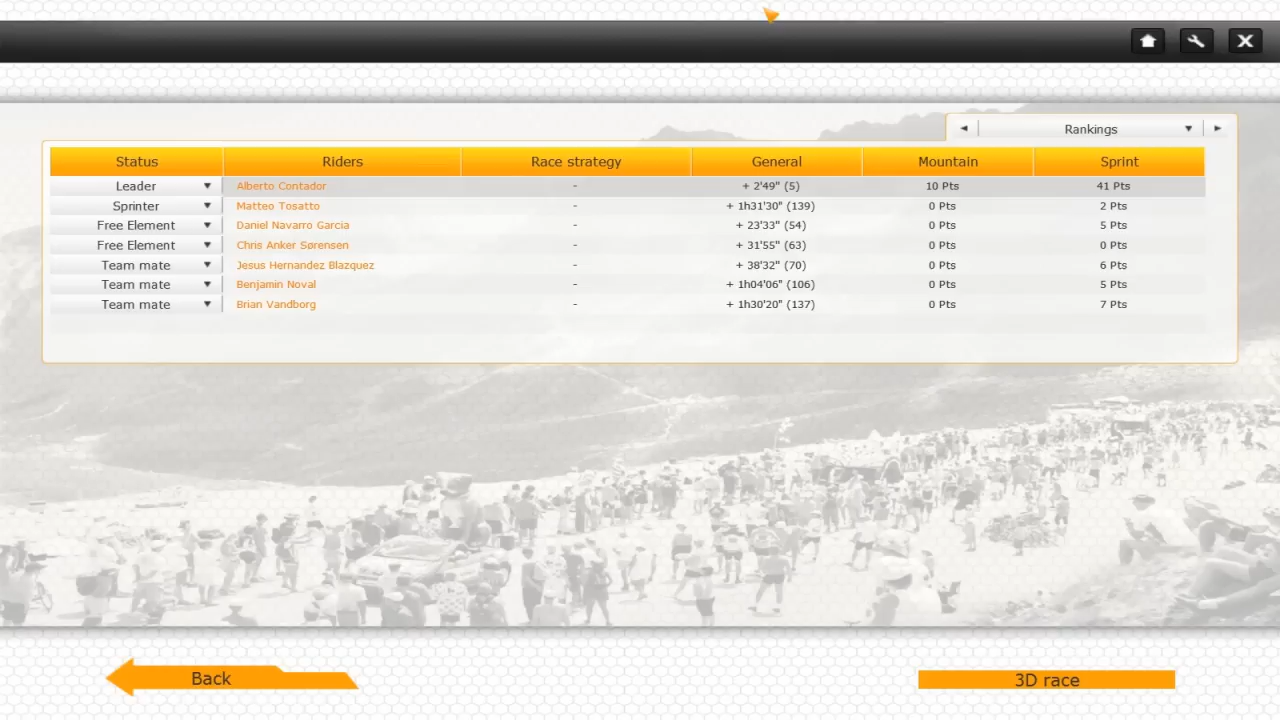 Rankings
Status Riders Race strategy General Mountain Sprint
Leader Alberto Contador - + 2'49" (5) 10 Pts 41 Pts
Sprinter Matteo Tosatto - + 1h31'30" (139) 0 Pts 2 Pts
Free Element Daniel Navarro Garcia - + 23'33" (54) 0 Pts 5 Pts
Free Element Chris Anker Sørensen - + 31'55" (63) 0 Pts 0 Pts
Team mate Jesus Hernandez Blazquez - + 38'32" (70) 0 Pts 6 Pts
Team mate Benjamin Noval - + 1h04'06" (106) 0 Pts 5 Pts
Team mate Brian Vandborg - + 1h30'20" (137) 0 Pts 7 Pts
Back 3D race